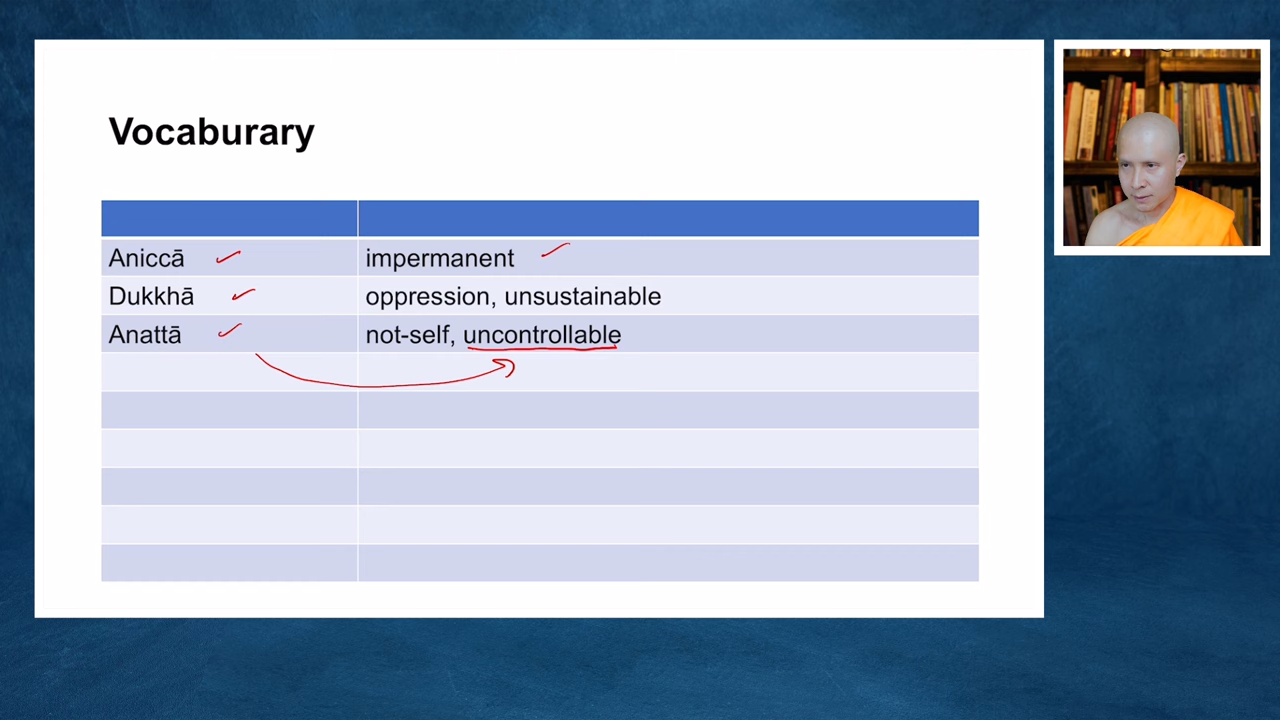 Vocaburary
Aniccā impermanent
Dukkhā oppression, unsustainable
Anattā not-self, uncontrollable